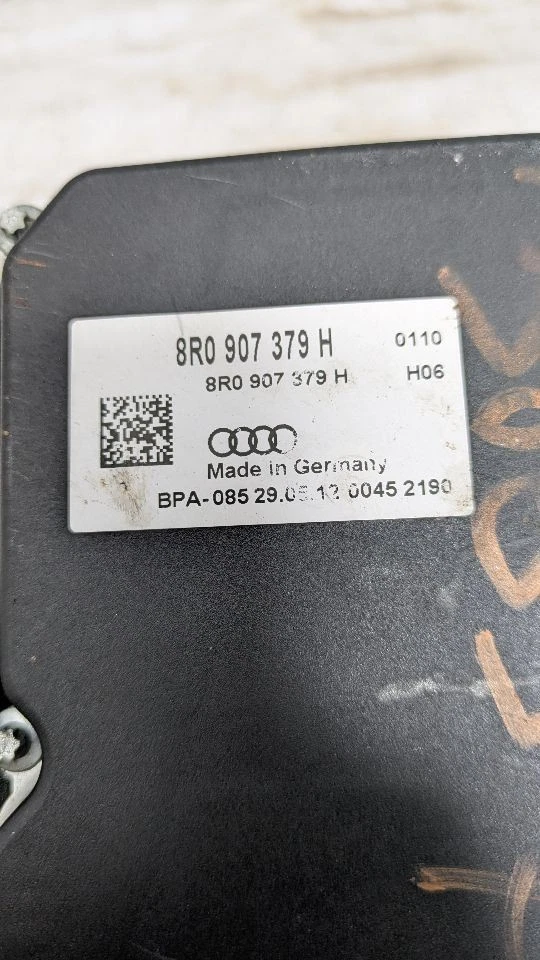 8R0 907 379 H 0110
8R0 907 379 H H06
Made in Germany
BPA-085 29.05.12 0045 2190